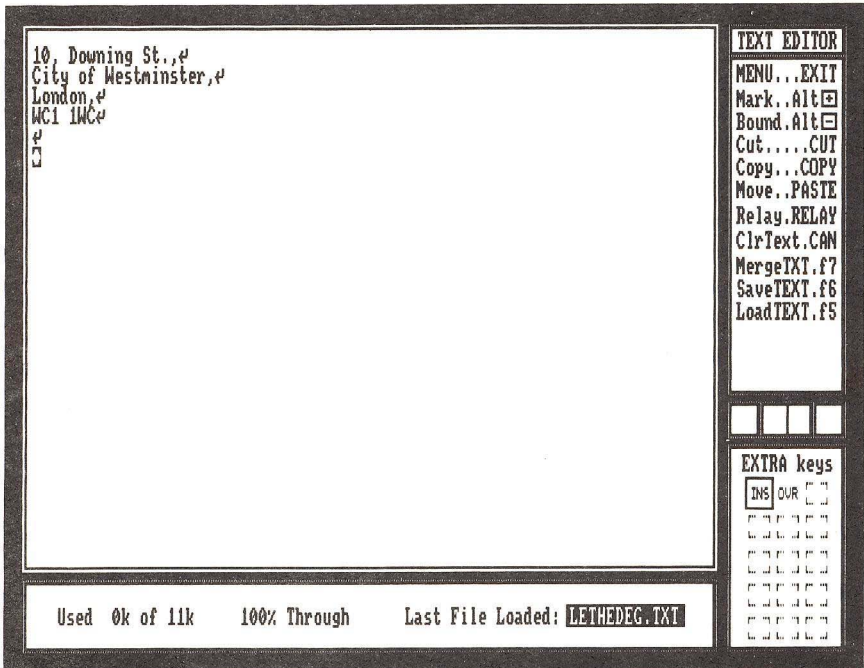 10, Downing St.,↵
City of Westminster,↵
London,↵
WC1 1WC↵
↵
TEXT EDITOR
MENU...EXIT
Mark..Alt⊞
Bound.Alt⊟
Cut.....CUT
Copy...COPY
Move..PASTE
Relay.RELAY
ClrText.CAN
MergeTXT.f7
SaveTEXT.f6
LoadTEXT.f5
EXTRA keys
INS OVR
Used 0k of 11k 100% Through Last File Loaded: LETHEDEG.TXT